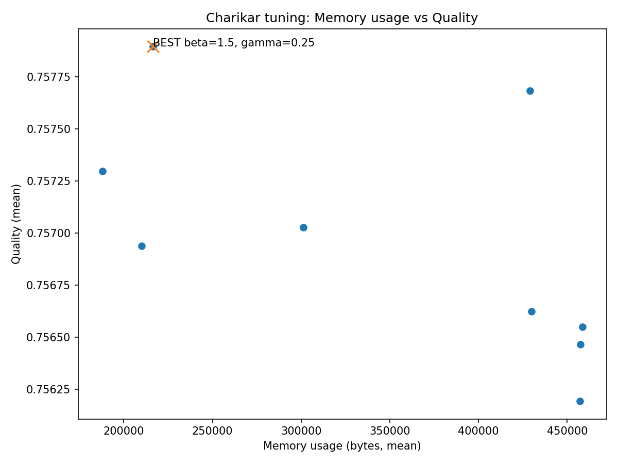 Charikar tuning: Memory usage vs Quality
BEST beta=1.5, gamma=0.25
0.75775
0.75750
0.75725
0.75700
0.75675
0.75650
0.75625
Quality (mean)
200000 250000 300000 350000 400000 450000
Memory usage (bytes, mean)